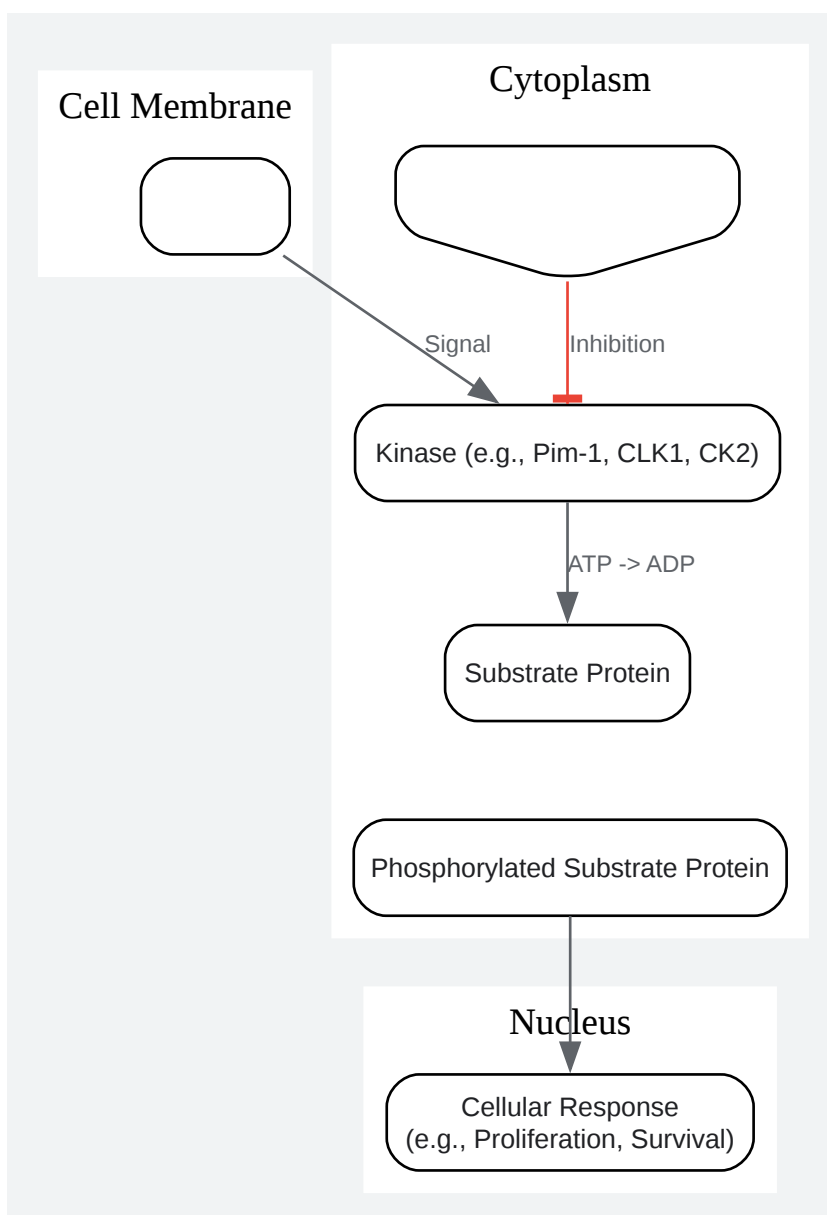 Cytoplasm
Cell Membrane
Signal
Inhibition
Kinase (e.g., Pim-1, CLK1, CK2)
ATP -> ADP
Substrate Protein
Phosphorylated Substrate Protein
Nucleus
Cellular Response
(e.g., Proliferation, Survival)